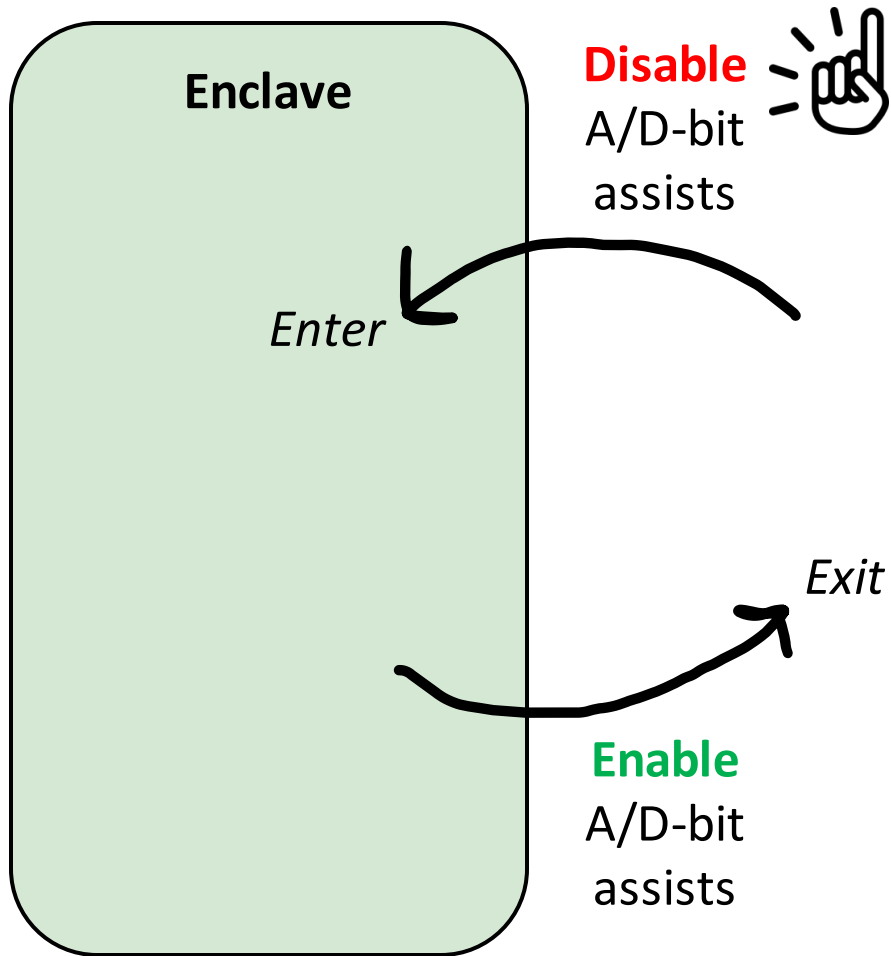 Enclave
Disable
A/D-bit
assists
Enter
Exit
Enable
A/D-bit
assists